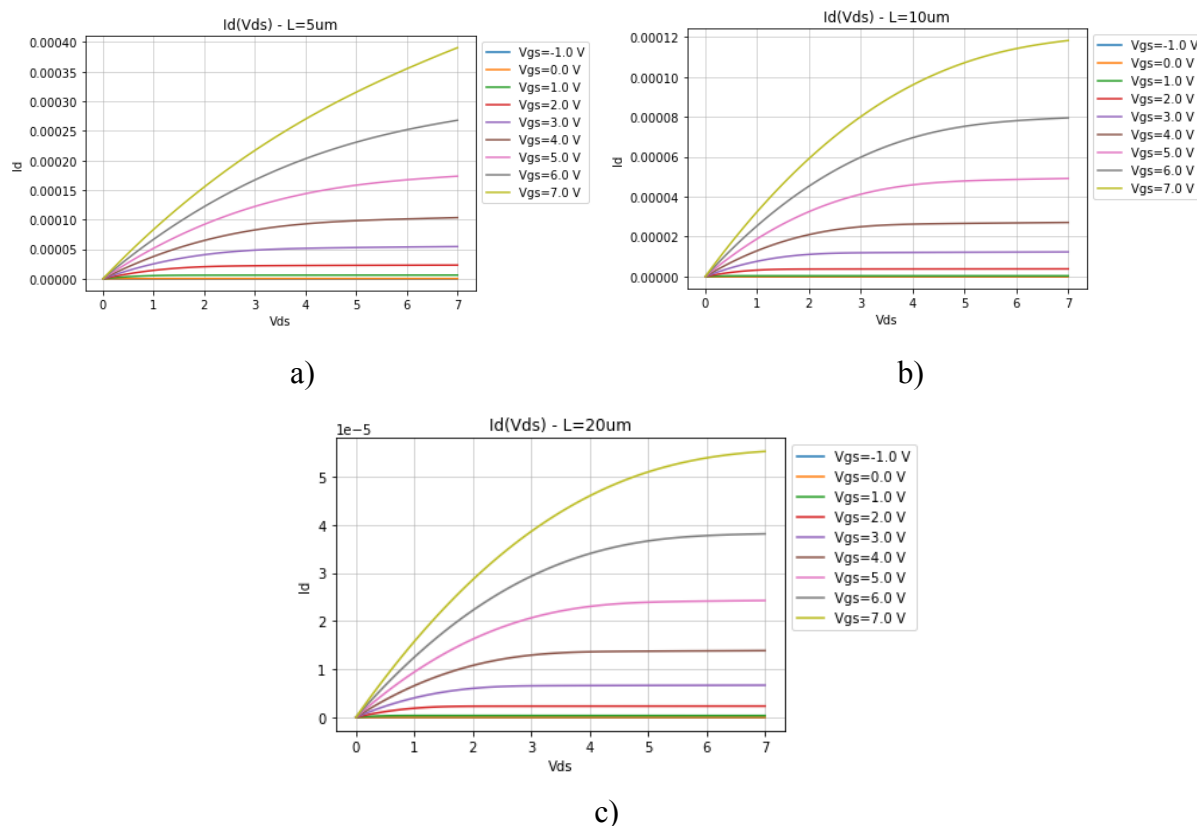 Id(Vds) - L=5um
0.00040
0.00035
0.00030
0.00025
0.00020
0.00015
0.00010
0.00005
0.00000
Id
0 1 2 3 4 5 6 7
Vds
Vgs=-1.0 V
Vgs=0.0 V
Vgs=1.0 V
Vgs=2.0 V
Vgs=3.0 V
Vgs=4.0 V
Vgs=5.0 V
Vgs=6.0 V
Vgs=7.0 V
a)
Id(Vds) - L=10um
0.00012
0.00010
0.00008
0.00006
0.00004
0.00002
0.00000
Id
0 1 2 3 4 5 6 7
Vds
Vgs=-1.0 V
Vgs=0.0 V
Vgs=1.0 V
Vgs=2.0 V
Vgs=3.0 V
Vgs=4.0 V
Vgs=5.0 V
Vgs=6.0 V
Vgs=7.0 V
b)
Id(Vds) - L=20um
1e-5
5
4
3
2
1
0
Id
0 1 2 3 4 5 6 7
Vds
Vgs=-1.0 V
Vgs=0.0 V
Vgs=1.0 V
Vgs=2.0 V
Vgs=3.0 V
Vgs=4.0 V
Vgs=5.0 V
Vgs=6.0 V
Vgs=7.0 V
c)